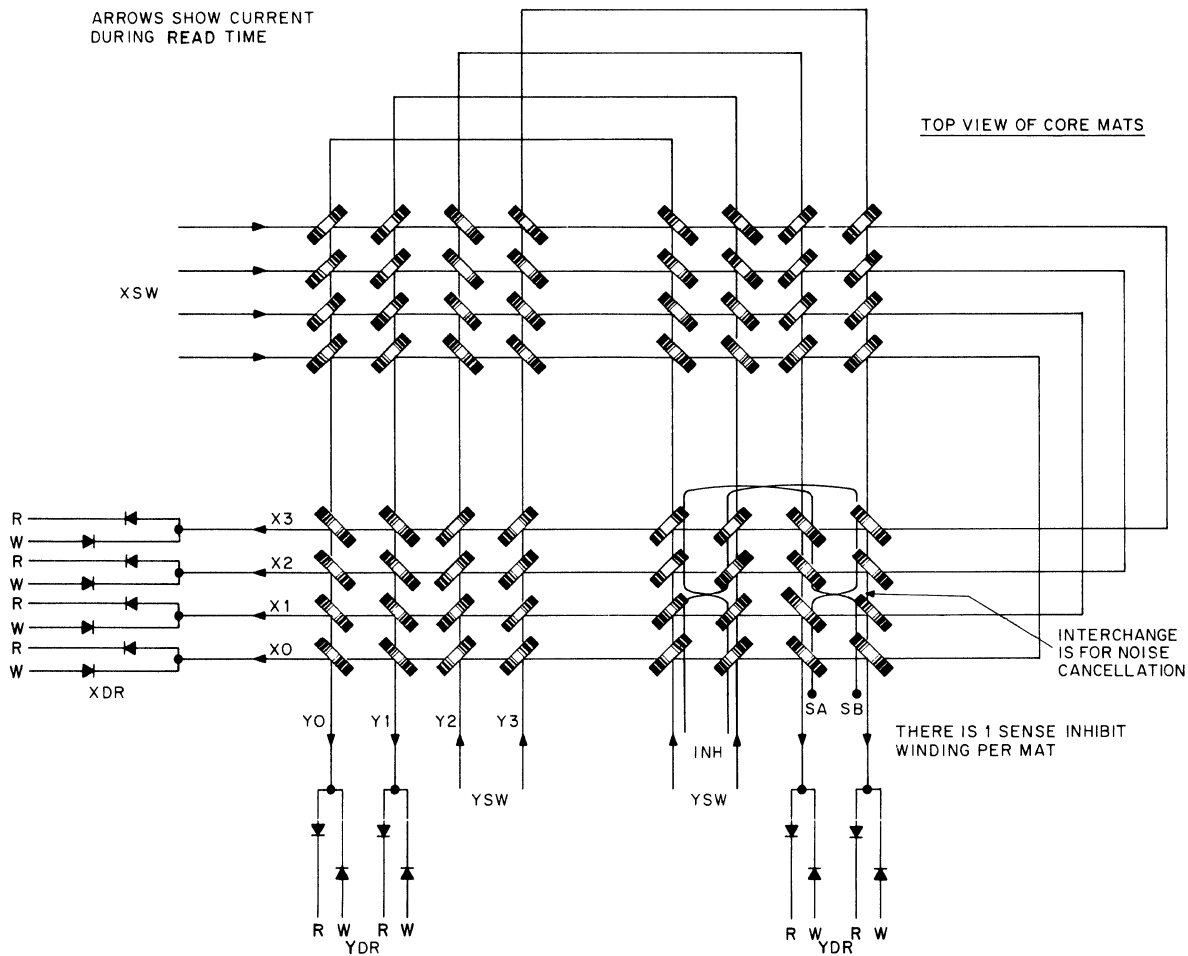 ARROWS SHOW CURRENT
DURING READ TIME
TOP VIEW OF CORE MATS
XSW
R
W
X3
R
W
X2
R
W
X1
R
W
X0
XDR
INTERCHANGE
IS FOR NOISE
CANCELLATION
Y0 Y1 Y2 Y3
SA SB
INH
THERE IS 1 SENSE INHIBIT
WINDING PER MAT
YSW
YSW
R W R W
YDR
R W R W
YDR